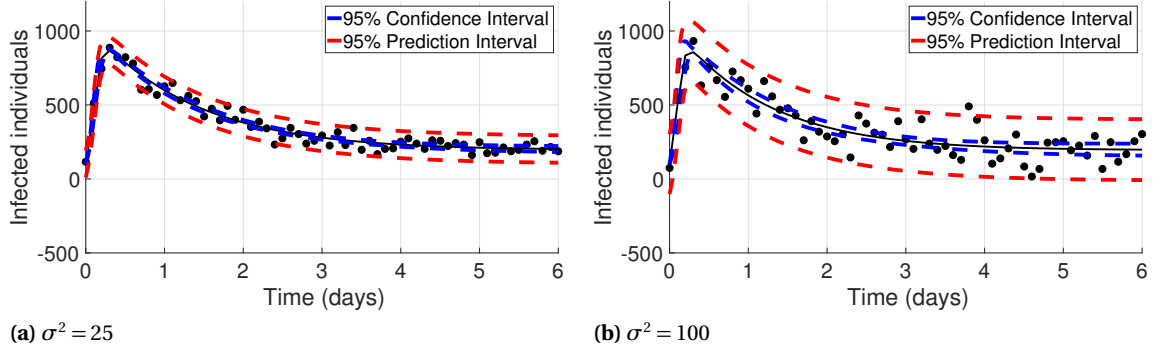 1000
500
0
-500
Infected individuals
95% Confidence Interval
95% Prediction Interval
0 1 2 3 4 5 6
Time (days)
(a) σ² = 25
1000
500
0
-500
Infected individuals
95% Confidence Interval
95% Prediction Interval
0 1 2 3 4 5 6
Time (days)
(b) σ² = 100